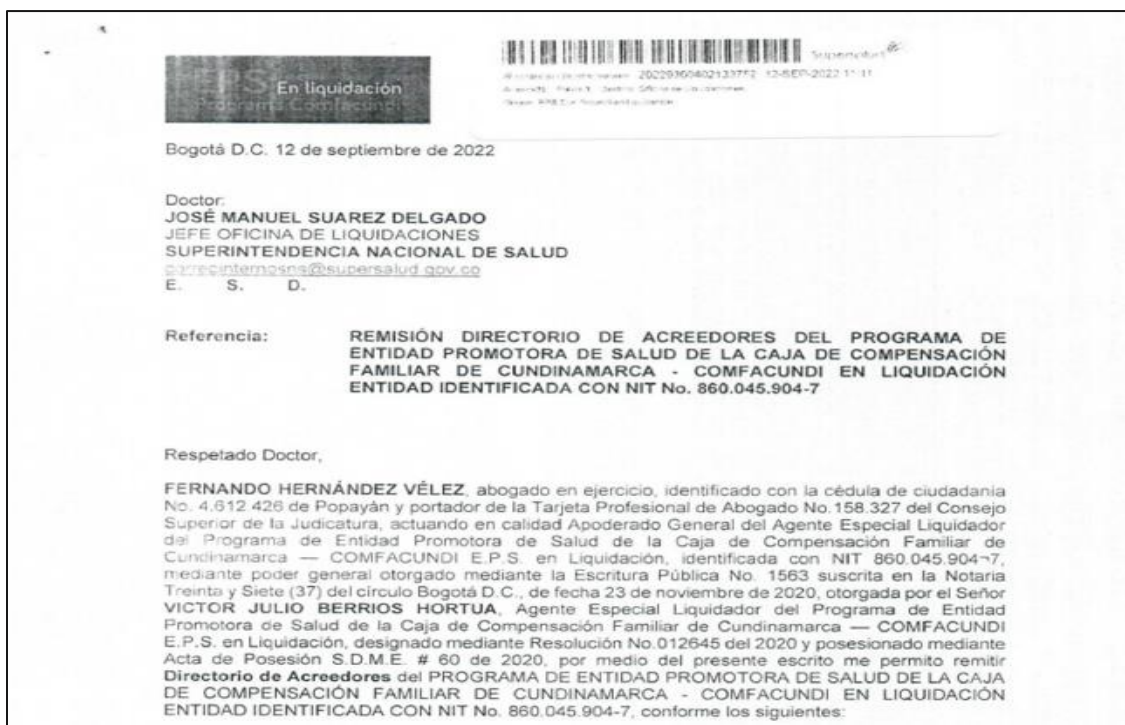 EPS En liquidación
Programa Comfacundi
Supersalud
20229300402133772 12-SEP-2022 11:11
Bogotá D.C. 12 de septiembre de 2022
Doctor:
JOSÉ MANUEL SUAREZ DELGADO
JEFE OFICINA DE LIQUIDACIONES
SUPERINTENDENCIA NACIONAL DE SALUD
correointernosns@supersalud.gov.co
E. S. D.
Referencia: REMISIÓN DIRECTORIO DE ACREEDORES DEL PROGRAMA DE
ENTIDAD PROMOTORA DE SALUD DE LA CAJA DE COMPENSACIÓN
FAMILIAR DE CUNDINAMARCA - COMFACUNDI EN LIQUIDACIÓN
ENTIDAD IDENTIFICADA CON NIT No. 860.045.904-7
Respetado Doctor,
FERNANDO HERNÁNDEZ VÉLEZ, abogado en ejercicio, identificado con la cédula de ciudadanía
No. 4.612.426 de Popayán y portador de la Tarjeta Profesional de Abogado No.158.327 del Consejo
Superior de la Judicatura, actuando en calidad Apoderado General del Agente Especial Liquidador
del Programa de Entidad Promotora de Salud de la Caja de Compensación Familiar de
Cundinamarca — COMFACUNDI E.P.S. en Liquidación, identificada con NIT 860.045.904¬7,
mediante poder general otorgado mediante la Escritura Pública No. 1563 suscrita en la Notaria
Treinta y Siete (37) del círculo Bogotá D.C., de fecha 23 de noviembre de 2020, otorgada por el Señor
VICTOR JULIO BERRIOS HORTUA, Agente Especial Liquidador del Programa de Entidad
Promotora de Salud de la Caja de Compensación Familiar de Cundinamarca — COMFACUNDI
E.P.S. en Liquidación, designado mediante Resolución No.012645 del 2020 y posesionado mediante
Acta de Posesión S.D.M.E. # 60 de 2020, por medio del presente escrito me permito remitir
Directorio de Acreedores del PROGRAMA DE ENTIDAD PROMOTORA DE SALUD DE LA CAJA
DE COMPENSACIÓN FAMILIAR DE CUNDINAMARCA - COMFACUNDI EN LIQUIDACIÓN
ENTIDAD IDENTIFICADA CON NIT No. 860.045.904-7, conforme los siguientes: